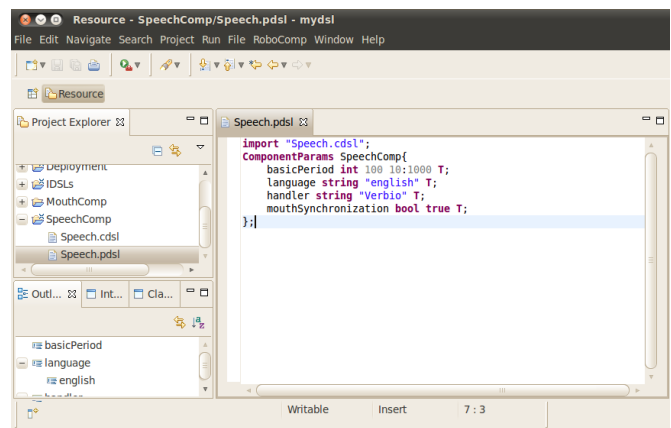 Resource - SpeechComp/Speech.pdsl - mydsl
File Edit Navigate Search Project Run File RoboComp Window Help
Resource
Project Explorer
Deployment
IDSLs
MouthComp
SpeechComp
Speech.cdsl
Speech.pdsl
Outl... Int... Cla...
basicPeriod
language
english
handler
Speech.pdsl
import "Speech.cdsl";
ComponentParams SpeechComp{
basicPeriod int 100 10:1000 T;
language string "english" T;
handler string "Verbio" T;
mouthSynchronization bool true T;
};
Writable Insert 7 : 3